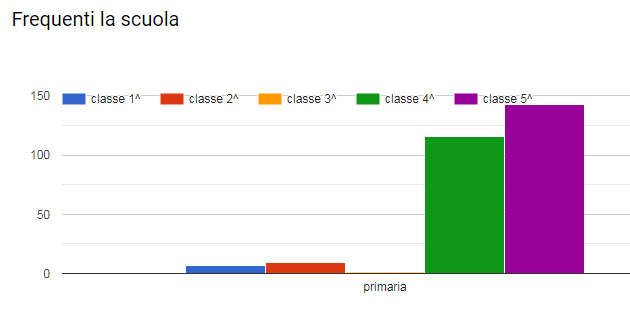 Frequenti la scuola
150
classe 1^ classe 2^ classe 3^ classe 4^ classe 5^
100
50
0
primaria